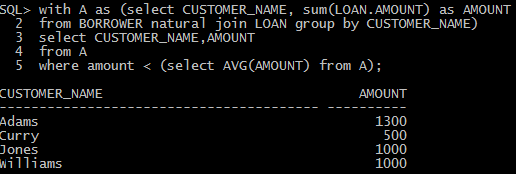 SQL> with A as (select CUSTOMER_NAME, sum(LOAN.AMOUNT) as AMOUNT
  2  from BORROWER natural join LOAN group by CUSTOMER_NAME)
  3  select CUSTOMER_NAME,AMOUNT
  4  from A
  5  where amount < (select AVG(AMOUNT) from A);
CUSTOMER_NAME                                AMOUNT
---------------------------------------- ----------
Adams                                          1300
Curry                                           500
Jones                                          1000
Williams                                       1000